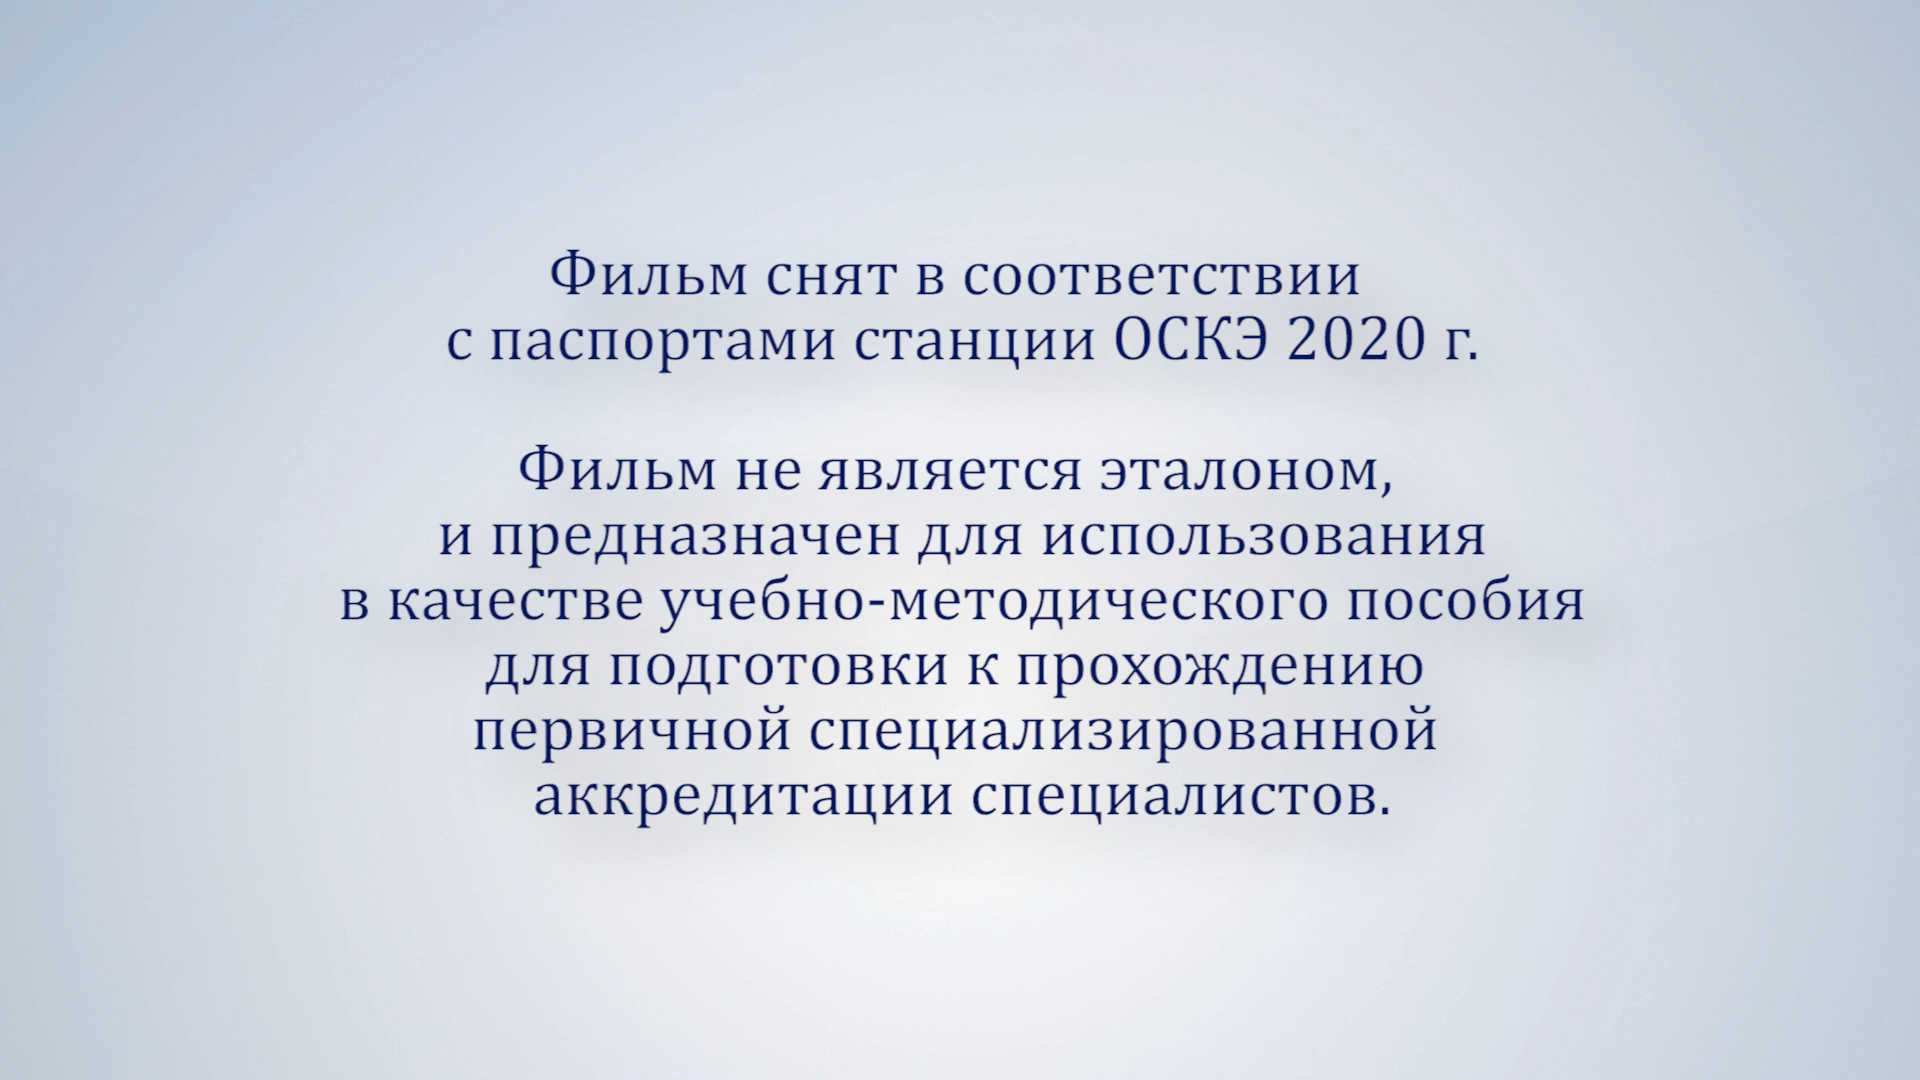 Фильм снят в соответствии
с паспортами станции ОСКЭ 2020 г.
Фильм не является эталоном,
и предназначен для использования
в качестве учебно-методического пособия
для подготовки к прохождению
первичной специализированной
аккредитации специалистов.